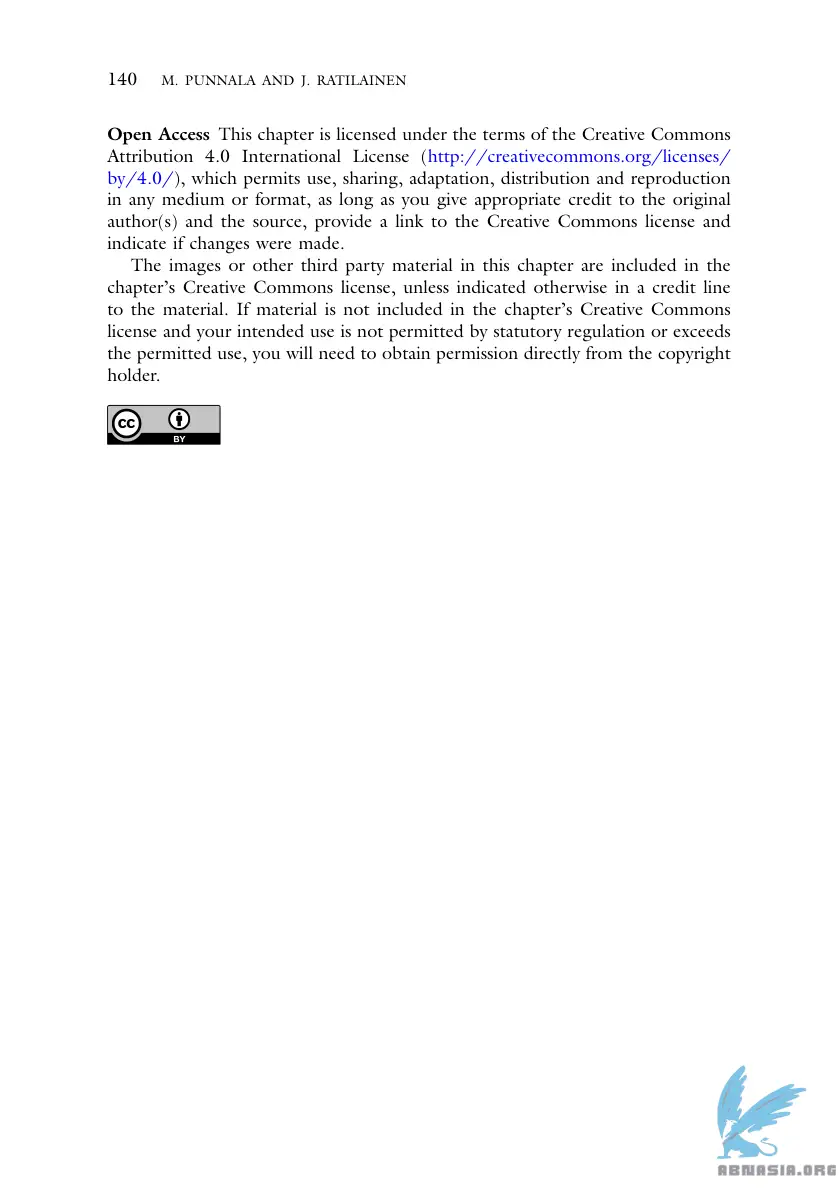 140 M. PUNNALA AND J. RATILAINEN
Open Access This chapter is licensed under the terms of the Creative Commons
Attribution 4.0 International License (http://creativecommons.org/licenses/
by/4.0/), which permits use, sharing, adaptation, distribution and reproduction
in any medium or format, as long as you give appropriate credit to the original
author(s) and the source, provide a link to the Creative Commons license and
indicate if changes were made.
The images or other third party material in this chapter are included in the
chapter’s Creative Commons license, unless indicated otherwise in a credit line
to the material. If material is not included in the chapter’s Creative Commons
license and your intended use is not permitted by statutory regulation or exceeds
the permitted use, you will need to obtain permission directly from the copyright
holder.
cc
BY
ABNASIA.ORG